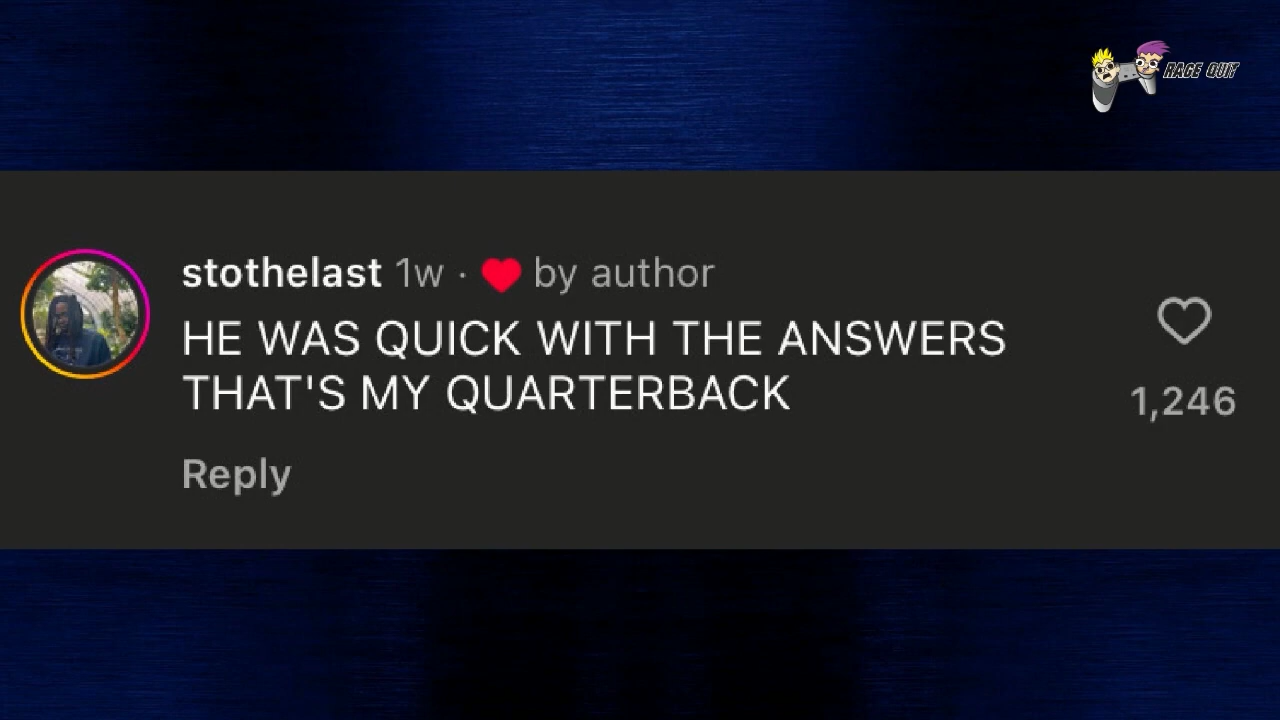 RAGE QUIT
stothelast 1w · ❤️ by author
HE WAS QUICK WITH THE ANSWERS
THAT'S MY QUARTERBACK
1,246
Reply